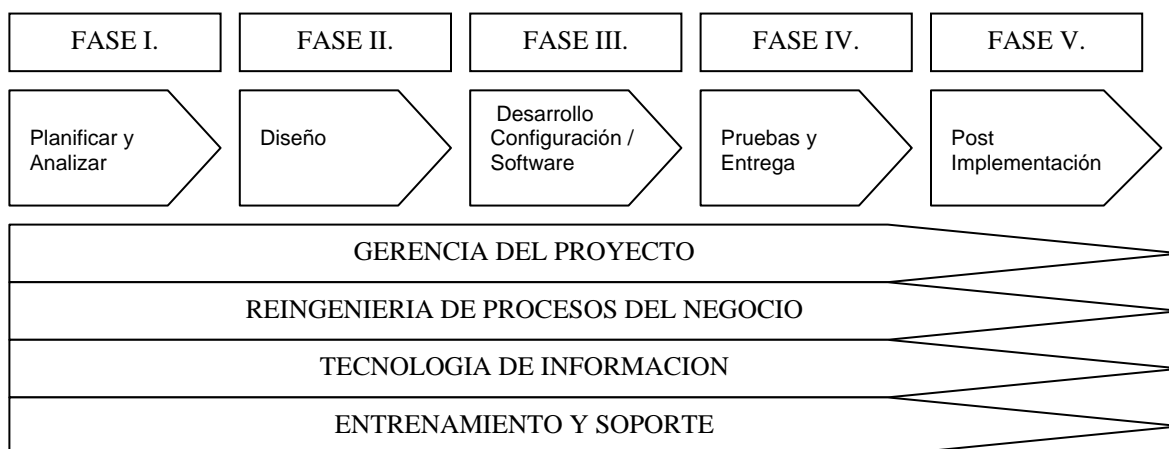 FASE I.
FASE II.
FASE III.
FASE IV.
FASE V.
Planificar y
Analizar
Diseño
Desarrollo
Configuración /
Software
Pruebas y
Entrega
Post
Implementación
GERENCIA DEL PROYECTO
REINGENIERIA DE PROCESOS DEL NEGOCIO
TECNOLOGIA DE INFORMACION
ENTRENAMIENTO Y SOPORTE